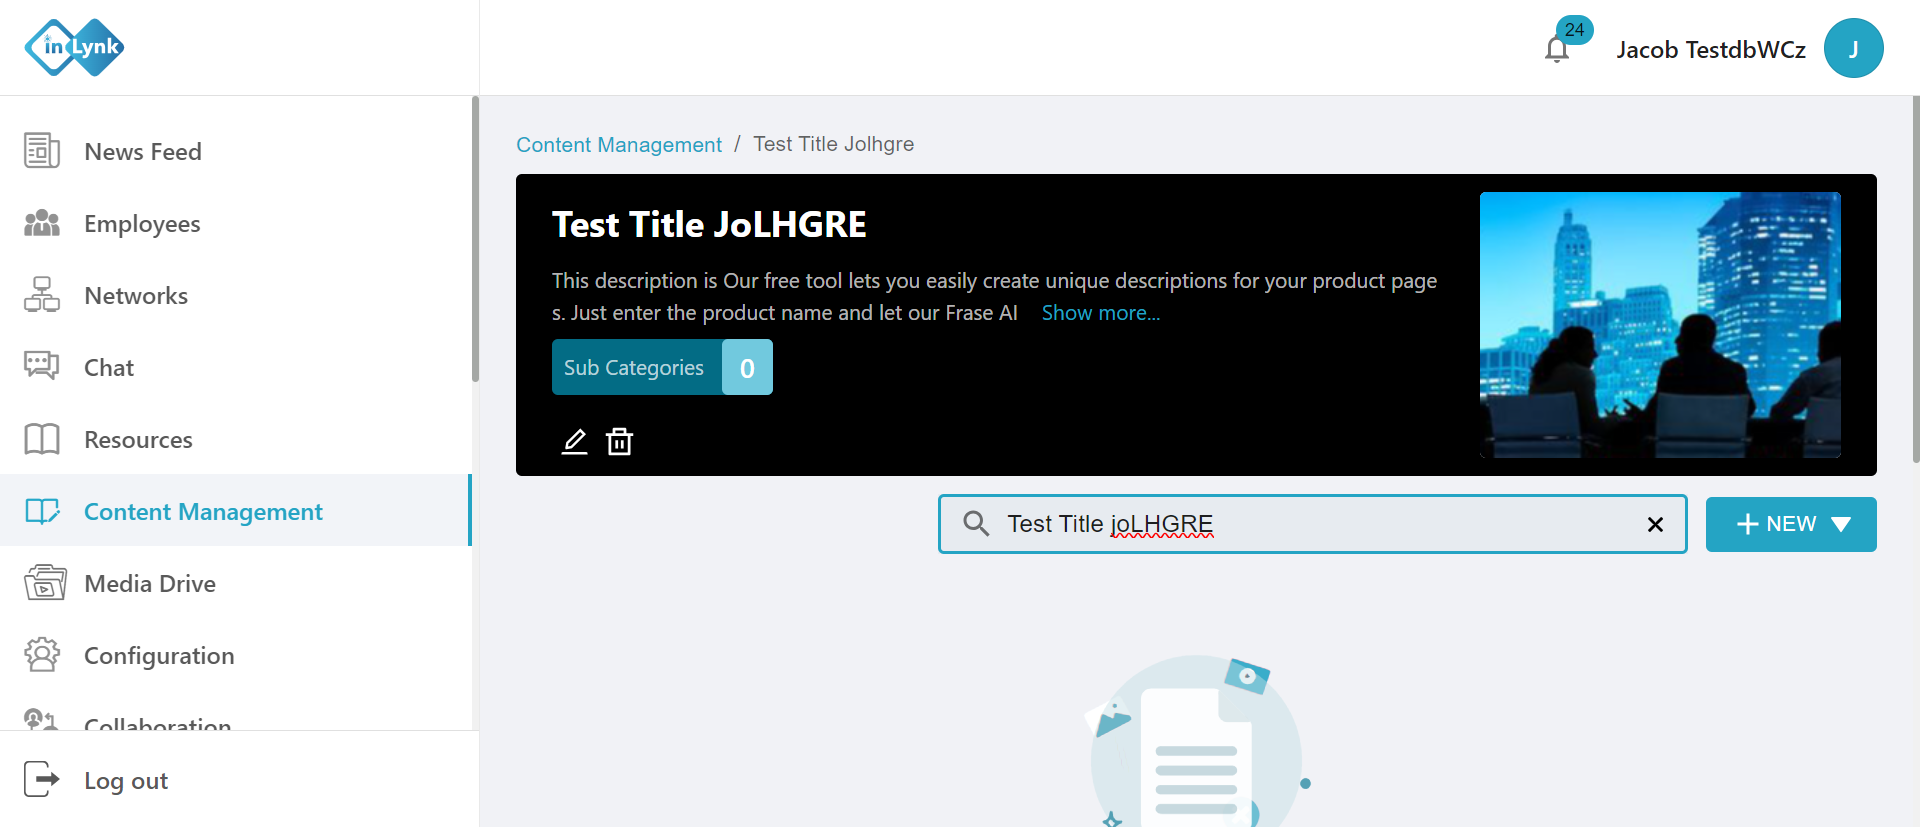 in Lynk
24
Jacob TestdbWCz
J
News Feed
Employees
Networks
Chat
Resources
Content Management
Media Drive
Configuration
Collaboration
Log out
Content Management / Test Title Jolhgre
Test Title JoLHGRE
This description is Our free tool lets you easily create unique descriptions for your product page
s. Just enter the product name and let our Frase AI Show more...
Sub Categories 0
Test Title joLHGRE
NEW